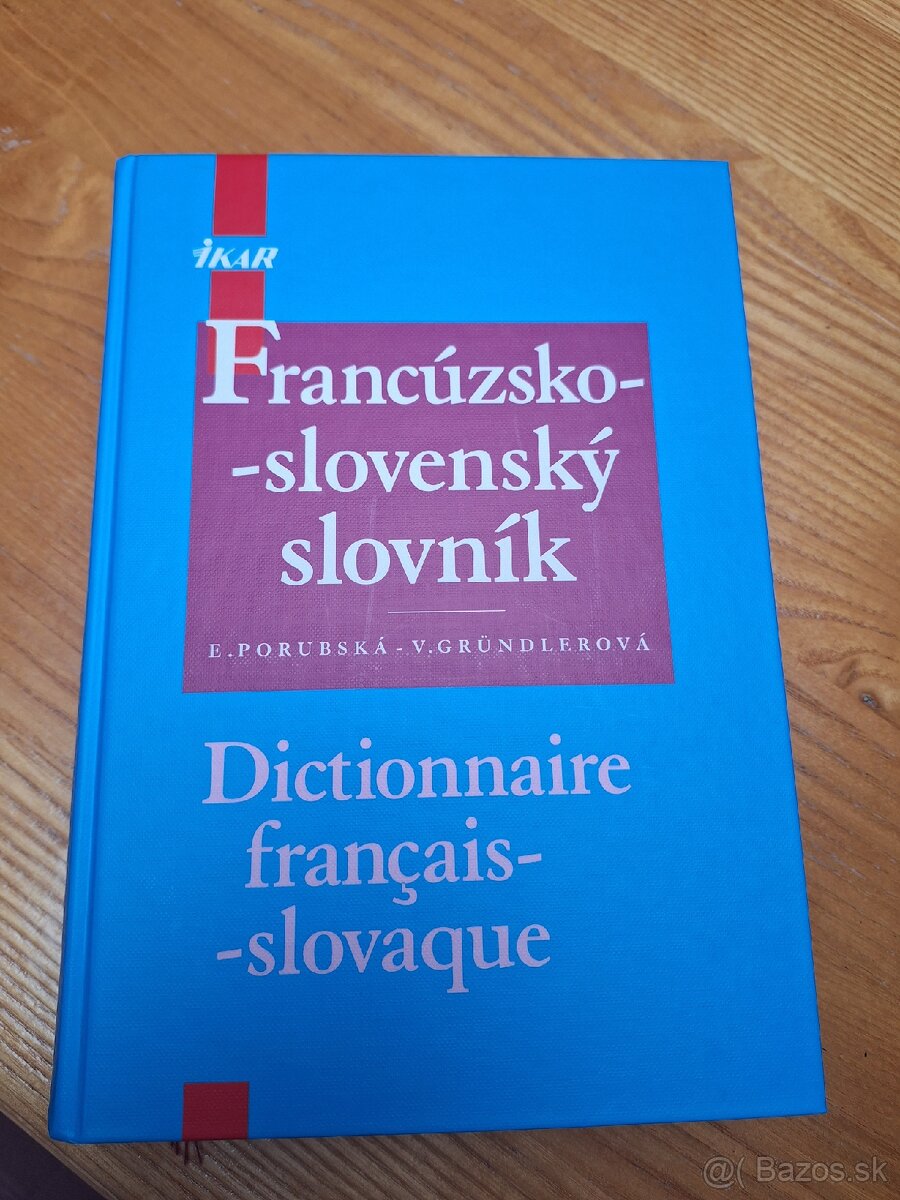 iKAR
Francúzsko-
-slovenský
slovník
E.PORUBSKÁ-V.GRÜNDLEROVÁ
Dictionnaire
français-
-slovaque
@( Bazos.sk